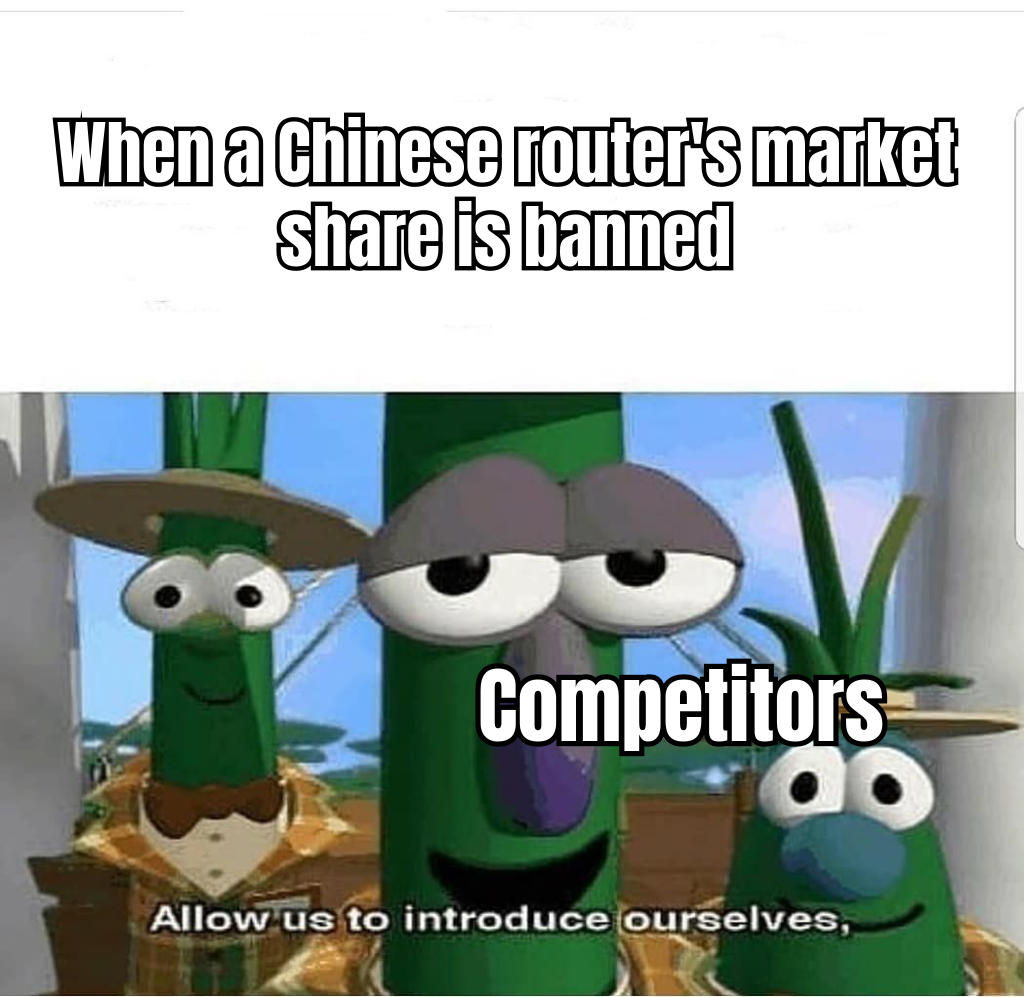 When a Chinese router's market
share is banned
Competitors
Allow us to introduce ourselves,